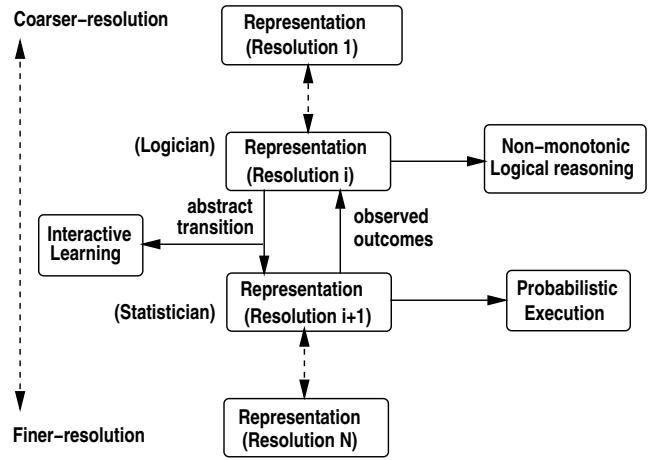 Coarser−resolution
Representation
(Resolution 1)
(Logician)
Representation
(Resolution i)
Non−monotonic
Logical reasoning
abstract
transition
observed
outcomes
Interactive
Learning
(Statistician)
Representation
(Resolution i+1)
Probabilistic
Execution
Finer−resolution
Representation
(Resolution N)